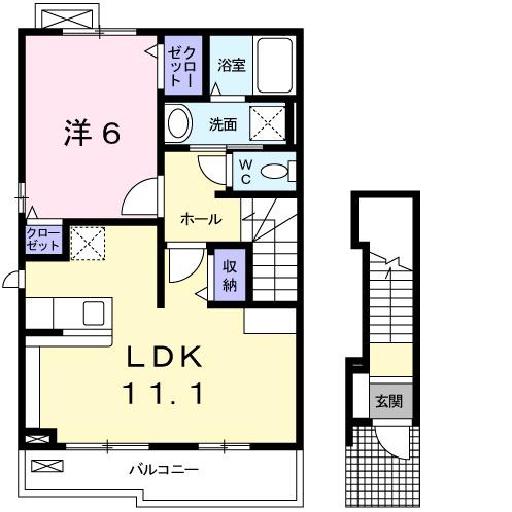 クロー
ゼット
浴室
洋 6
洗面
WC
ホール
クロー
ゼット
収納
LDK
11.1
玄関
バルコニー